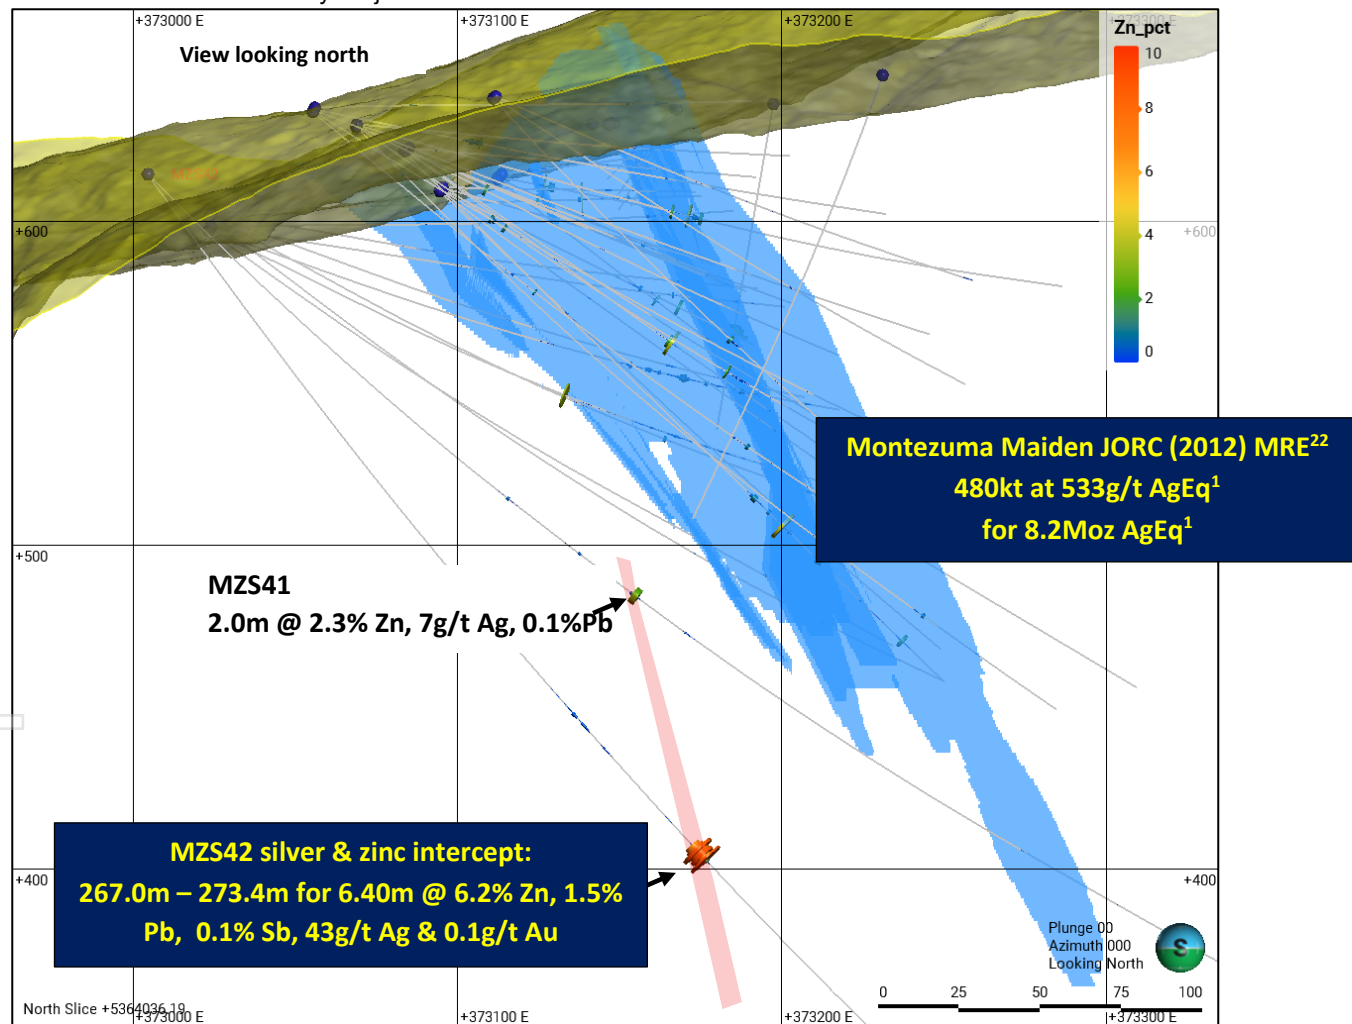 +373000 E
+373100 E
+373200 E
+373300 E
View looking north
Zn_pct
10
8
6
4
2
0
+600
+600
Montezuma Maiden JORC (2012) MRE22
480kt at 533g/t AgEq1
for 8.2Moz AgEq1
+500
MZS41
2.0m @ 2.3% Zn, 7g/t Ag, 0.1%Pb
MZS42 silver & zinc intercept:
267.0m – 273.4m for 6.40m @ 6.2% Zn, 1.5%
Pb, 0.1% Sb, 43g/t Ag & 0.1g/t Au
+400
+400
Plunge 00
Azimuth 000
Looking North
S
0
25
50
75
100
North Slice +5364036.19
+373000 E
+373100 E
+373200 E
+373300 E